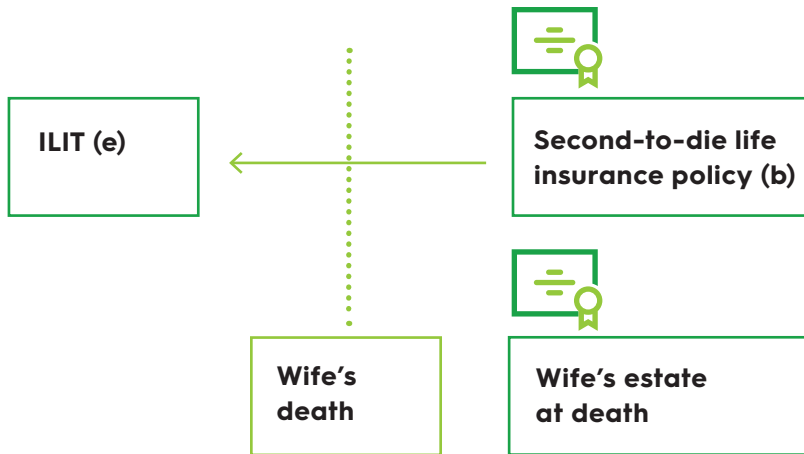 ILIT (e)
Second-to-die life
insurance policy (b)
Wife’s
death
Wife’s estate
at death